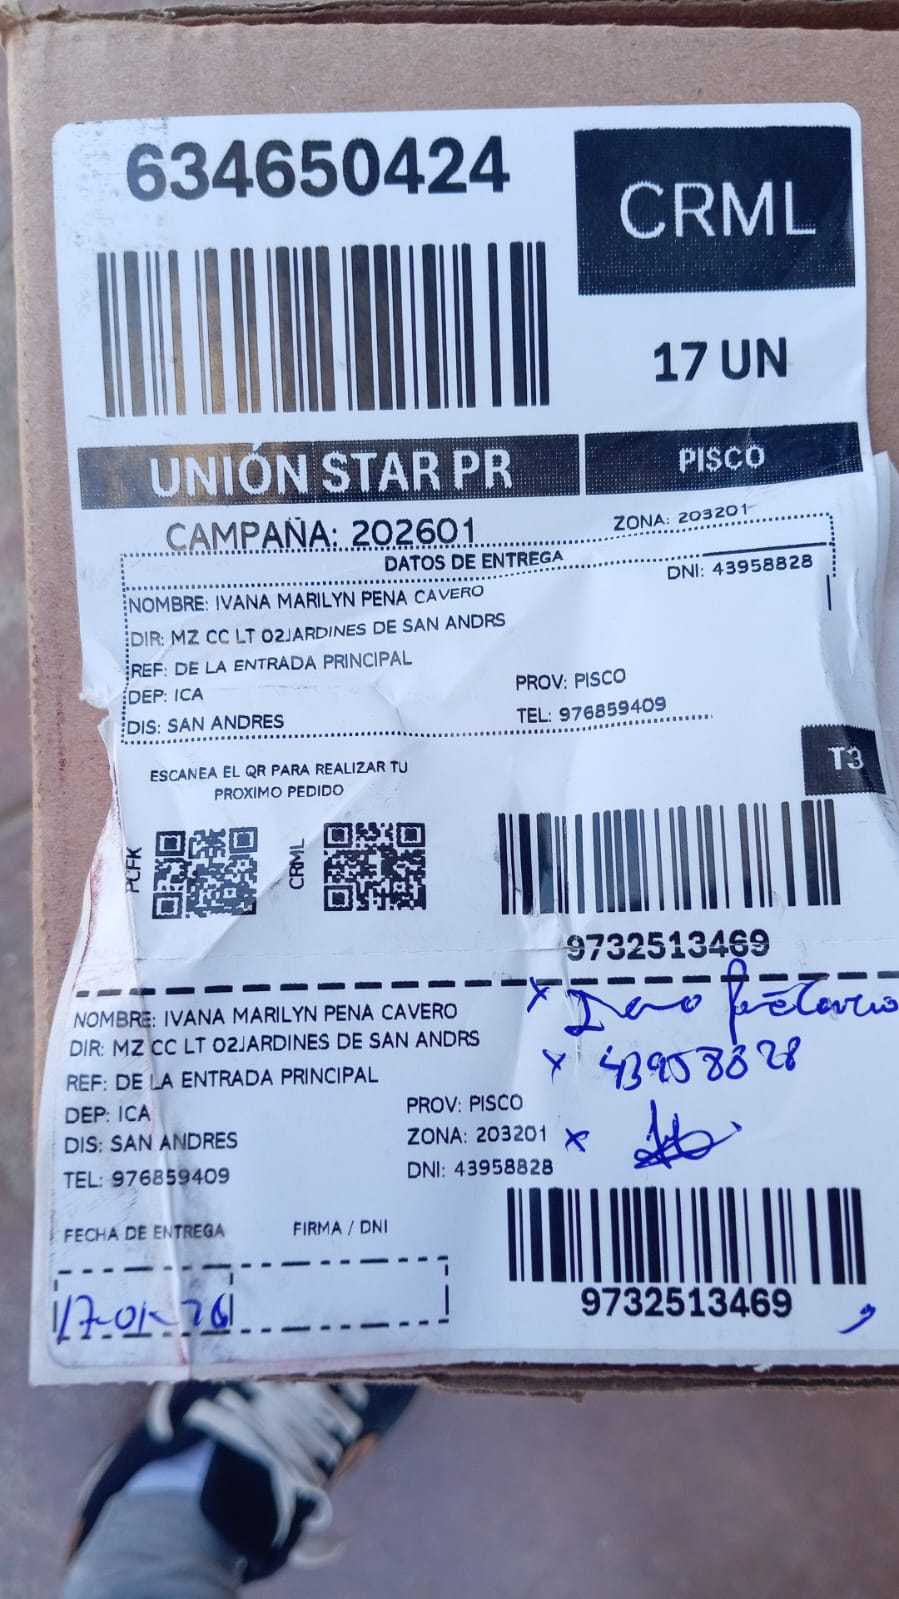 634650424
CRML
17 UN
UNIÓN STAR PR
PISCO
CAMPAÑA: 202601
ZONA: 203201
DATOS DE ENTREGA
DNI: 43958828
NOMBRE: IVANA MARILYN PENA CAVERO
DIR: MZ CC LT 02JARDINES DE SAN ANDRS
REF: DE LA ENTRADA PRINCIPAL
DEP: ICA
PROV: PISCO
DIS: SAN ANDRES
TEL: 976859409
T3
ESCANEA EL QR PARA REALIZAR TU
PROXIMO PEDIDO
PCFK
CRML
9732513469
NOMBRE: IVANA MARILYN PENA CAVERO
DIR: MZ CC LT 02JARDINES DE SAN ANDRS
x 43958828
REF: DE LA ENTRADA PRINCIPAL
DEP: ICA
PROV: PISCO
DIS: SAN ANDRES
ZONA: 203201 x
TEL: 976859409
DNI: 43958828
FECHA DE ENTREGA
FIRMA / DNI
17-01-26
9732513469